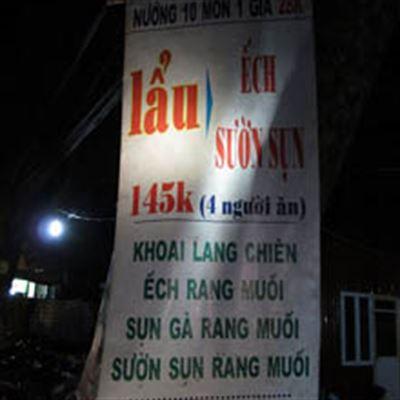 NƯỚNG 10 MÓN 1 GIÁ 28K
lẩu
ẾCH
SƯỜN SỤN
145k (4 người ăn)
KHOAI LANG CHIÊN
ẾCH RANG MUỐI
SỤN GÀ RANG MUỐI
SƯỜN SỤN RANG MUỐI